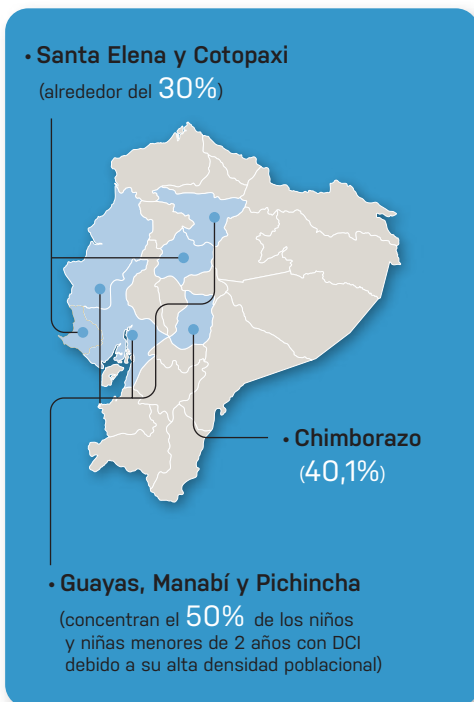 • Santa Elena y Cotopaxi
(alrededor del 30%)
• Chimborazo
(40,1%)
• Guayas, Manabí y Pichincha
(concentran el 50% de los niños
y niñas menores de 2 años con DCI
debido a su alta densidad poblacional)